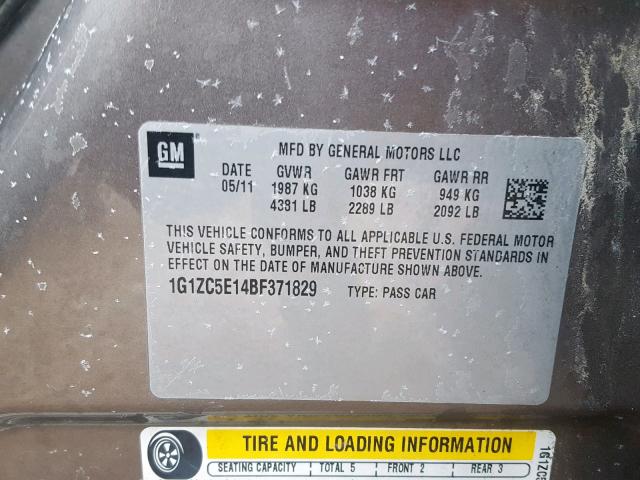 GM
MFD BY GENERAL MOTORS LLC
DATE GVWR GAWR FRT GAWR RR
05/11 1987 KG 1038 KG 949 KG
4381 LB 2289 LB 2092 LB
THIS VEHICLE CONFORMS TO ALL APPLICABLE U.S. FEDERAL MOTOR
VEHICLE SAFETY, BUMPER, AND THEFT PREVENTION STANDARDS IN
EFFECT ON THE DATE OF MANUFACTURE SHOWN ABOVE.
1G1ZC5E14BF371829 TYPE: PASS CAR
TIRE AND LOADING INFORMATION
SEATING CAPACITY TOTAL 5 FRONT 2 REAR 3
1G1ZC5